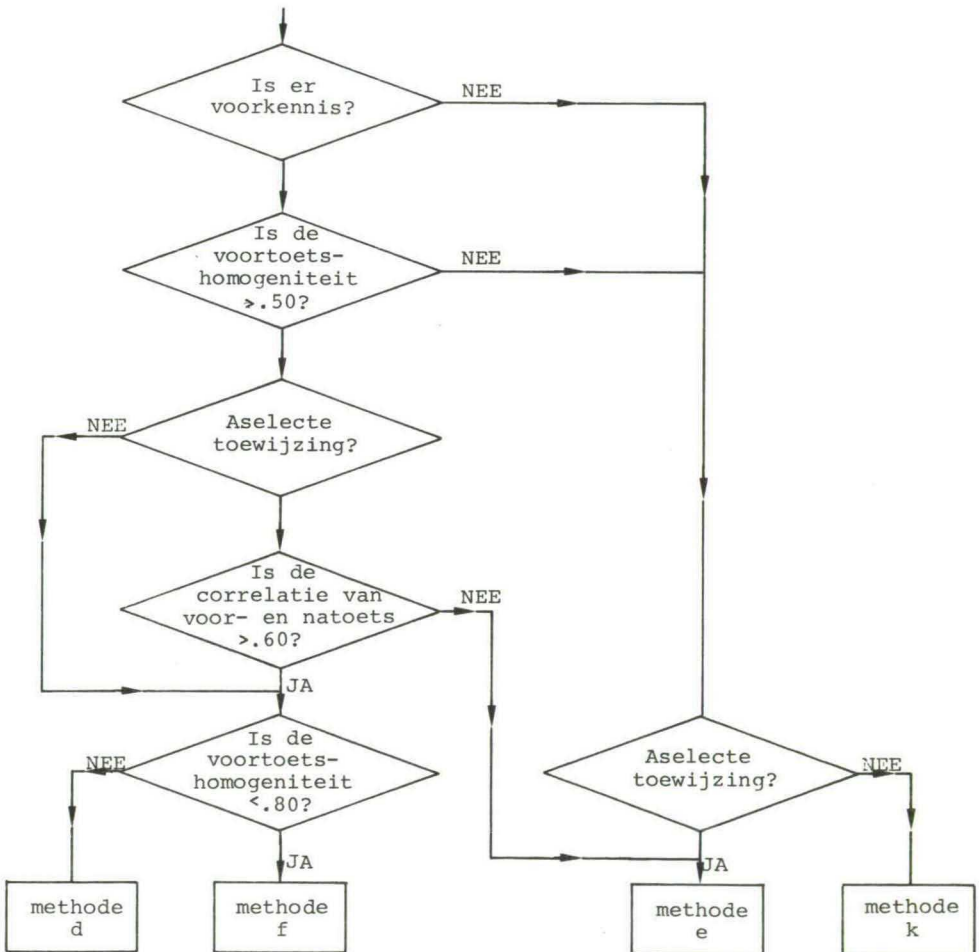 Is er
voorkennis?
NEE
Is de
voortoets-
homogeniteit
>.50?
NEE
NEE
Aselecte
toewijzing?
Is de
correlatie van
voor- en natoets
>.60?
NEE
JA
Is de
voortoets-
homogeniteit
<.80?
NEE
JA
Aselecte
toewijzing?
NEE
JA
methode
d
methode
f
methode
e
methode
k